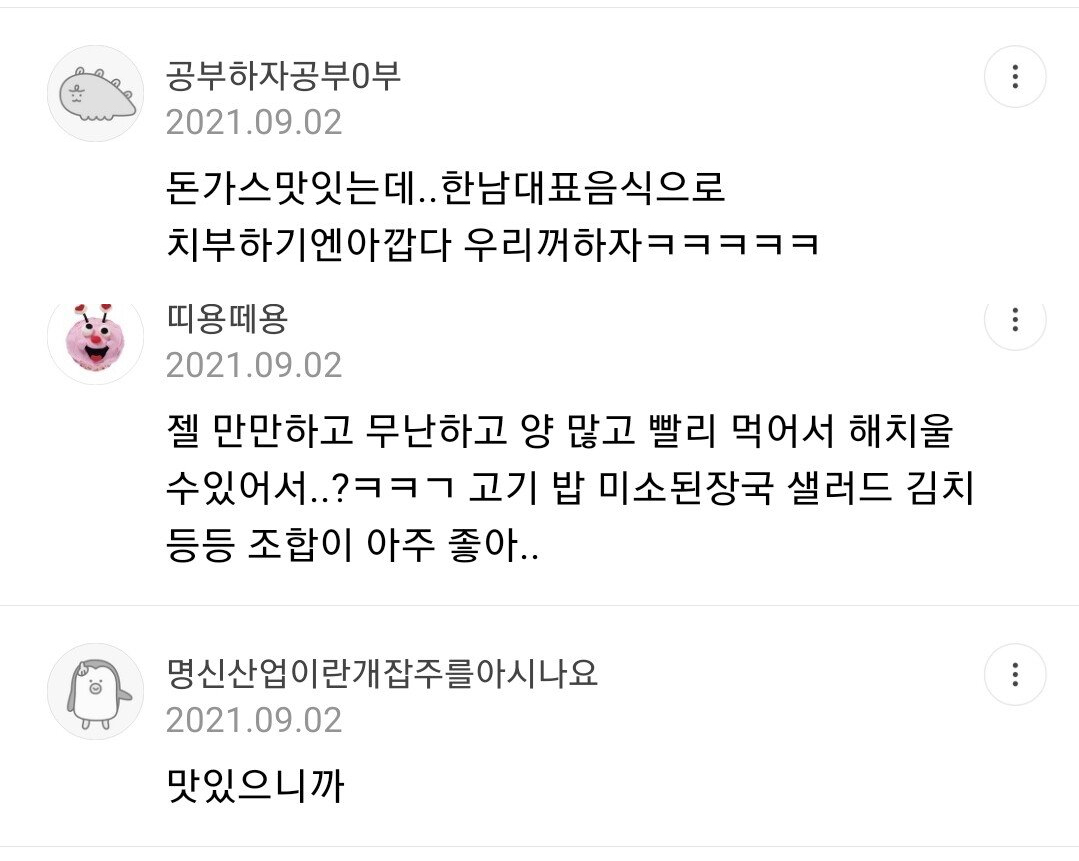 공부하자공부0부
2021.09.02
돈가스맛잇는데..한남대표음식으로
치부하기엔아깝다 우리꺼하자ㅋㅋㅋㅋㅋ
띠용떼용
2021.09.02
젤 만만하고 무난하고 양 많고 빨리 먹어서 해치울
수있어서..?ㅋㅋㄱ 고기 밥 미소된장국 샐러드 김치
등등 조합이 아주 좋아..
명신산업이란개잡주를아시나요
2021.09.02
맛있으니까